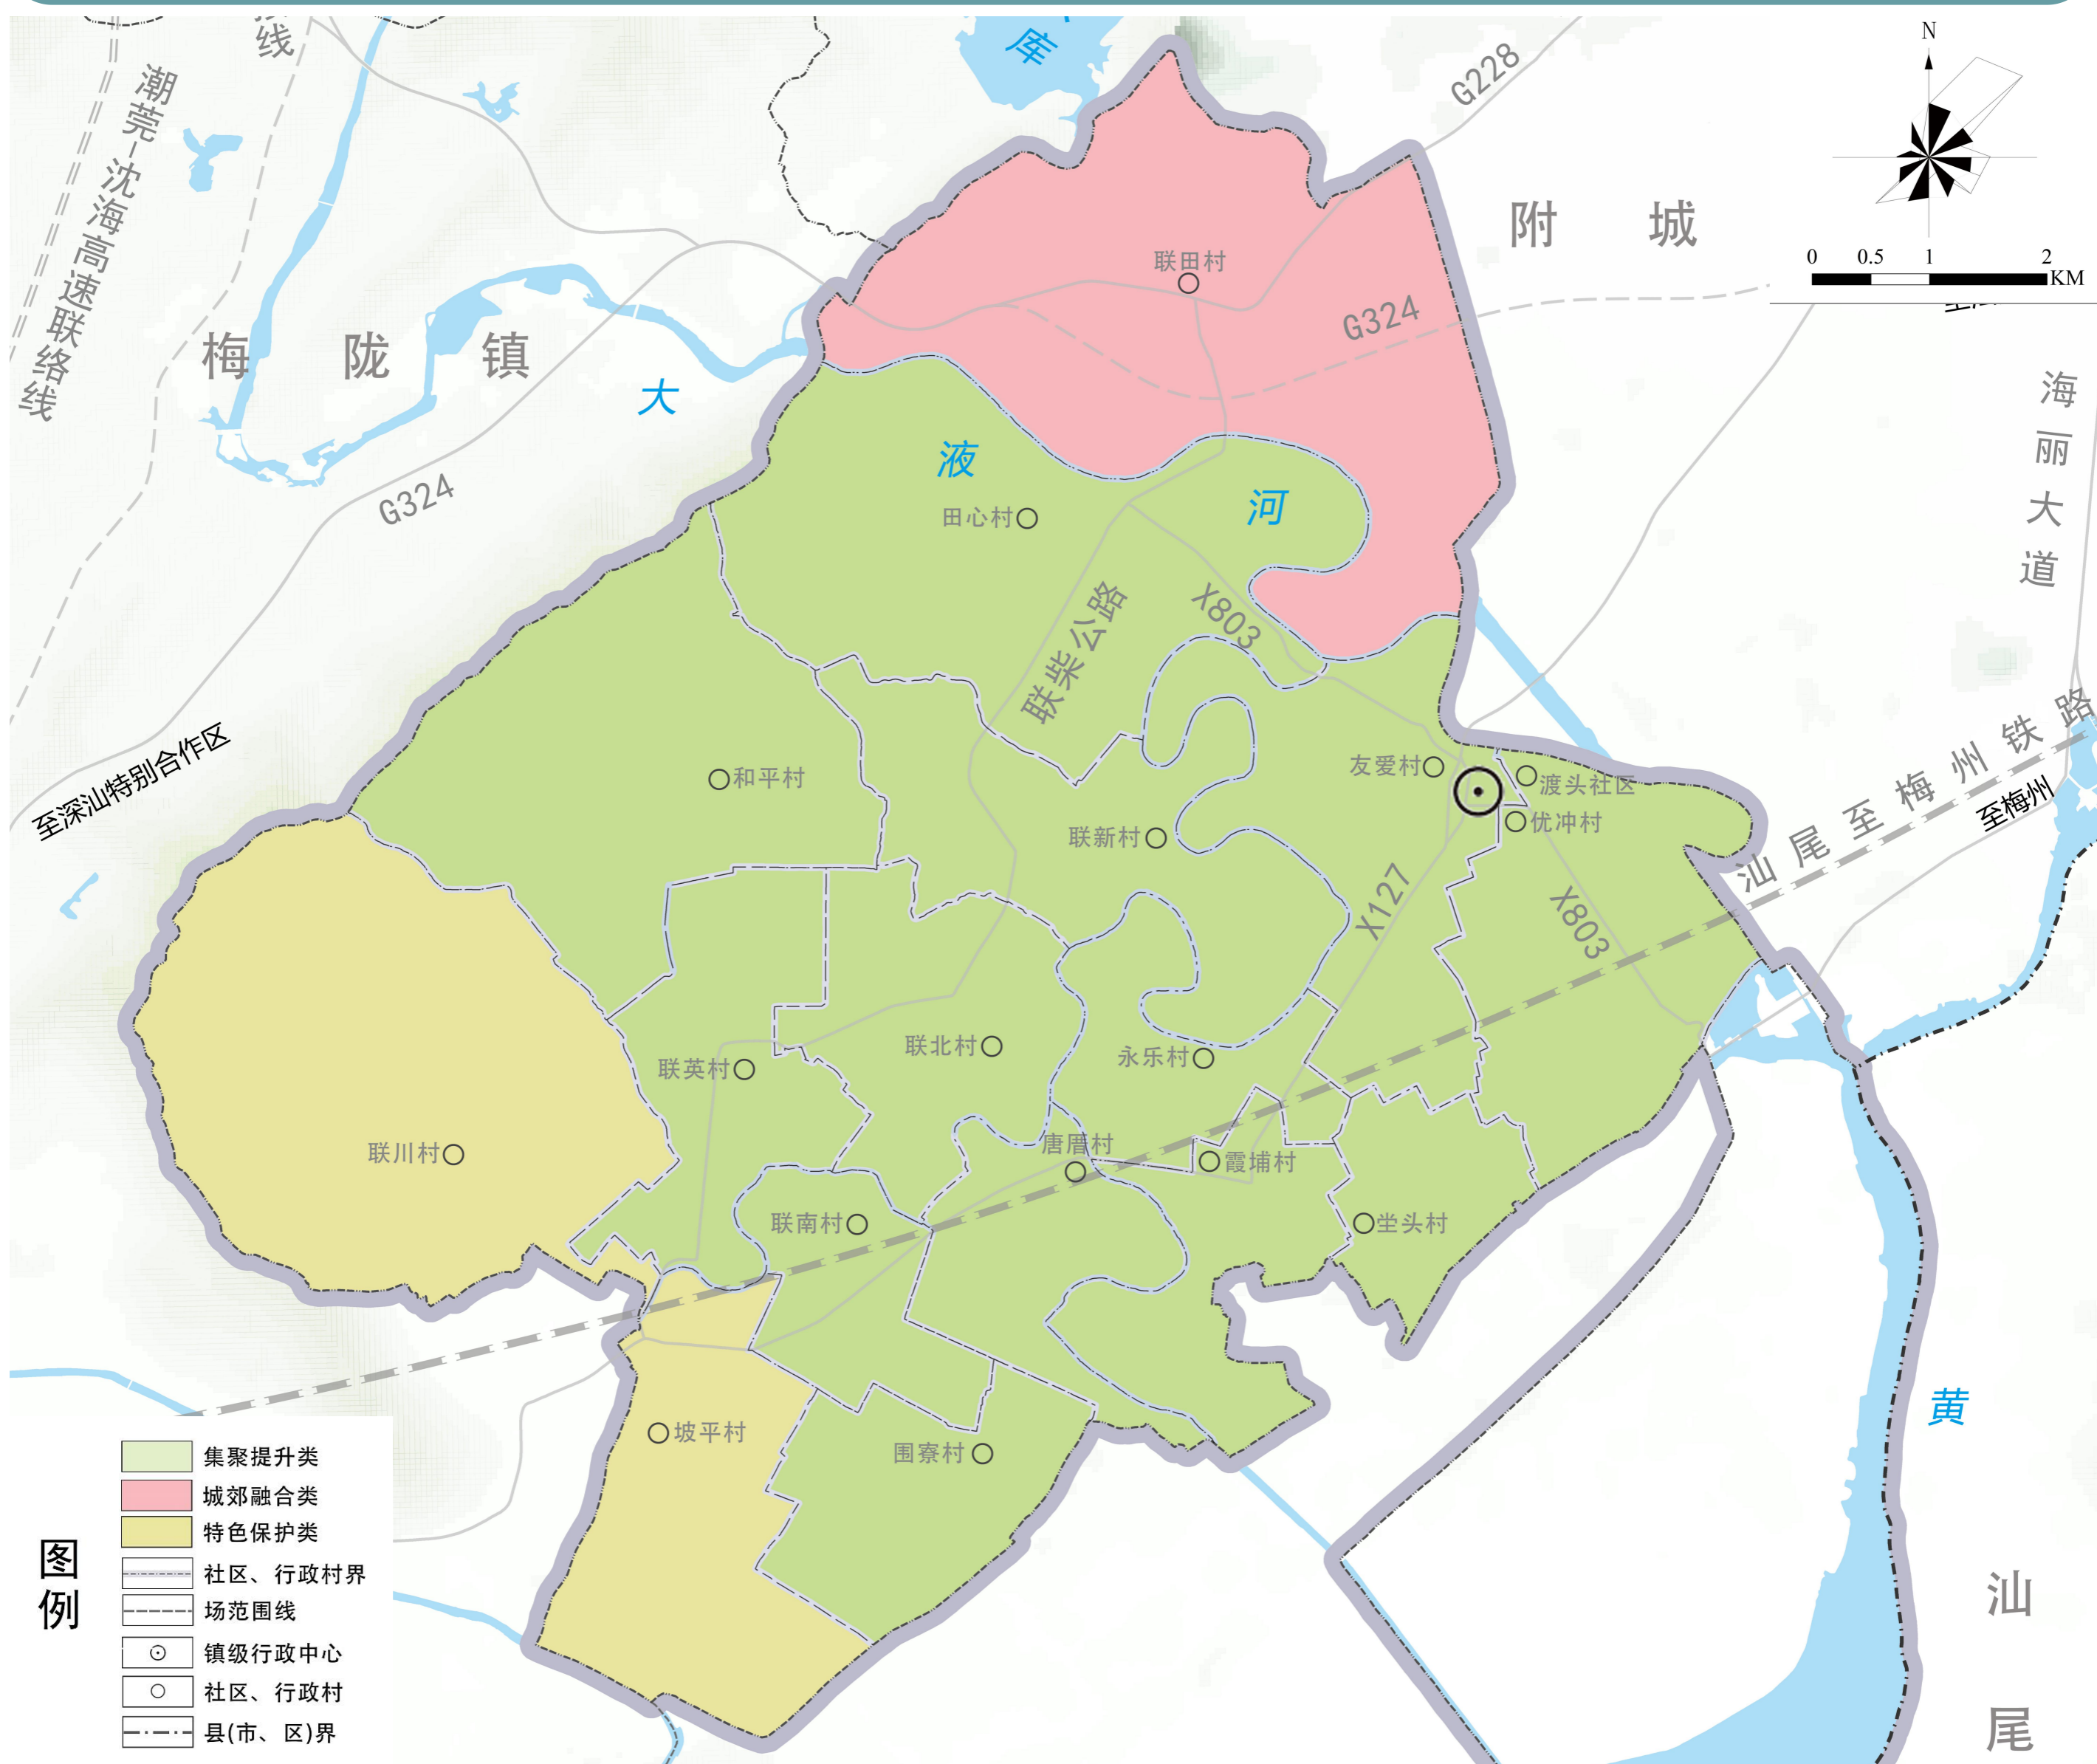 线
潮莞-沈海高速联络线
库
G228
N
0 0.5 1 2
KM
附城
联田村
G324
梅陇镇
大
液
河
海丽大道
G324
田心村
X803
联柴公路
至深汕特别合作区
和平村
友爱村
渡头社区
优冲村
联新村
汕尾至梅州铁路
至梅州
X127
X803
联北村
永乐村
联英村
联川村
唐厝村
霞埔村
联南村
坐头村
坡平村
围寮村
黄
汕尾
图例
集聚提升类
城郊融合类
特色保护类
社区、行政村界
场范围线
镇级行政中心
社区、行政村
县(市、区)界